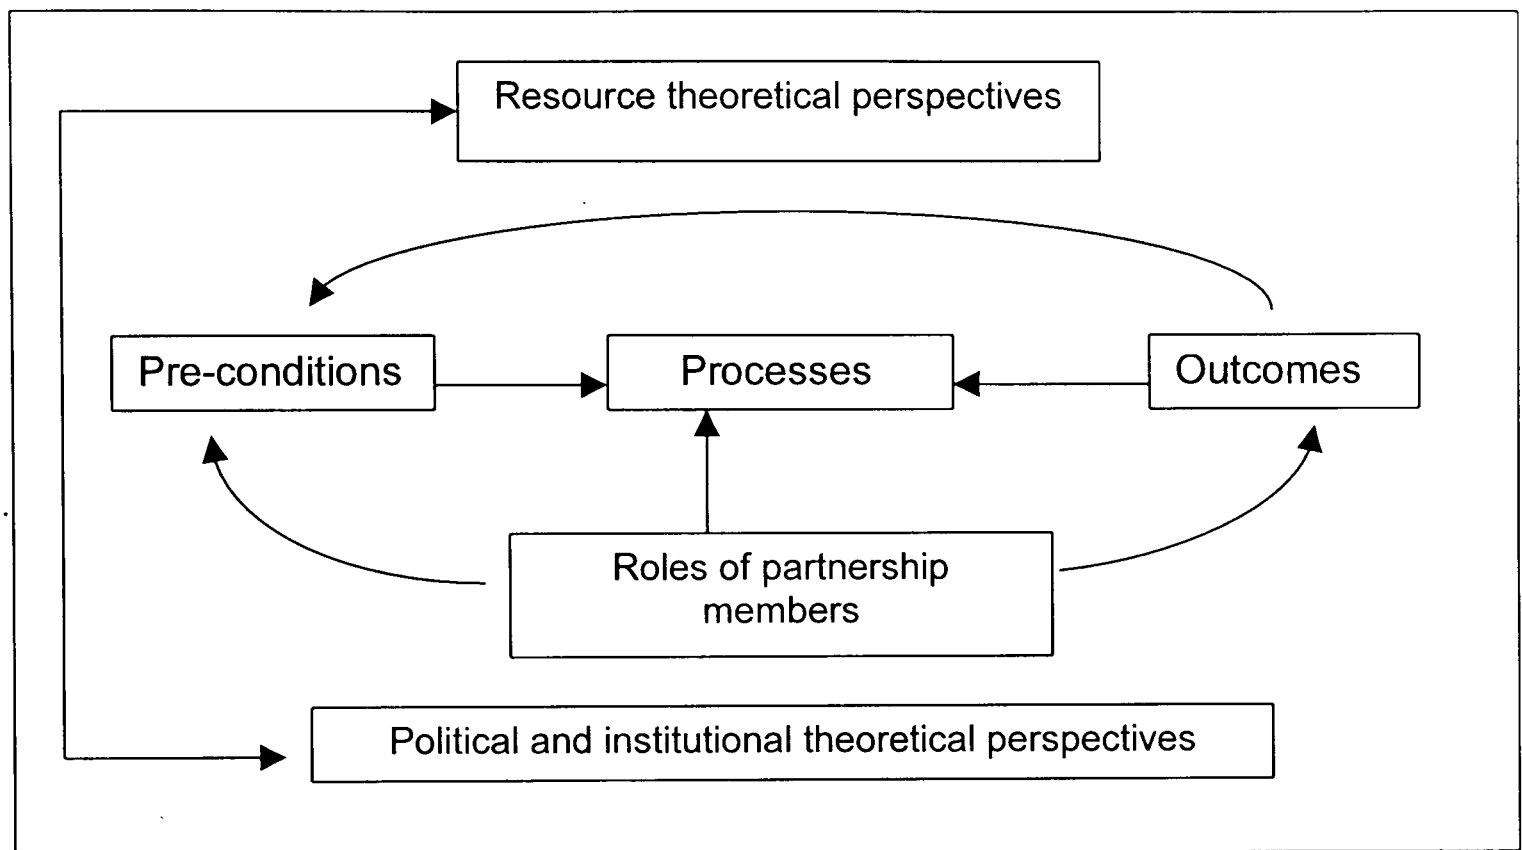 Resource theoretical perspectives
Pre-conditions
Processes
Outcomes
Roles of partnership
members
Political and institutional theoretical perspectives